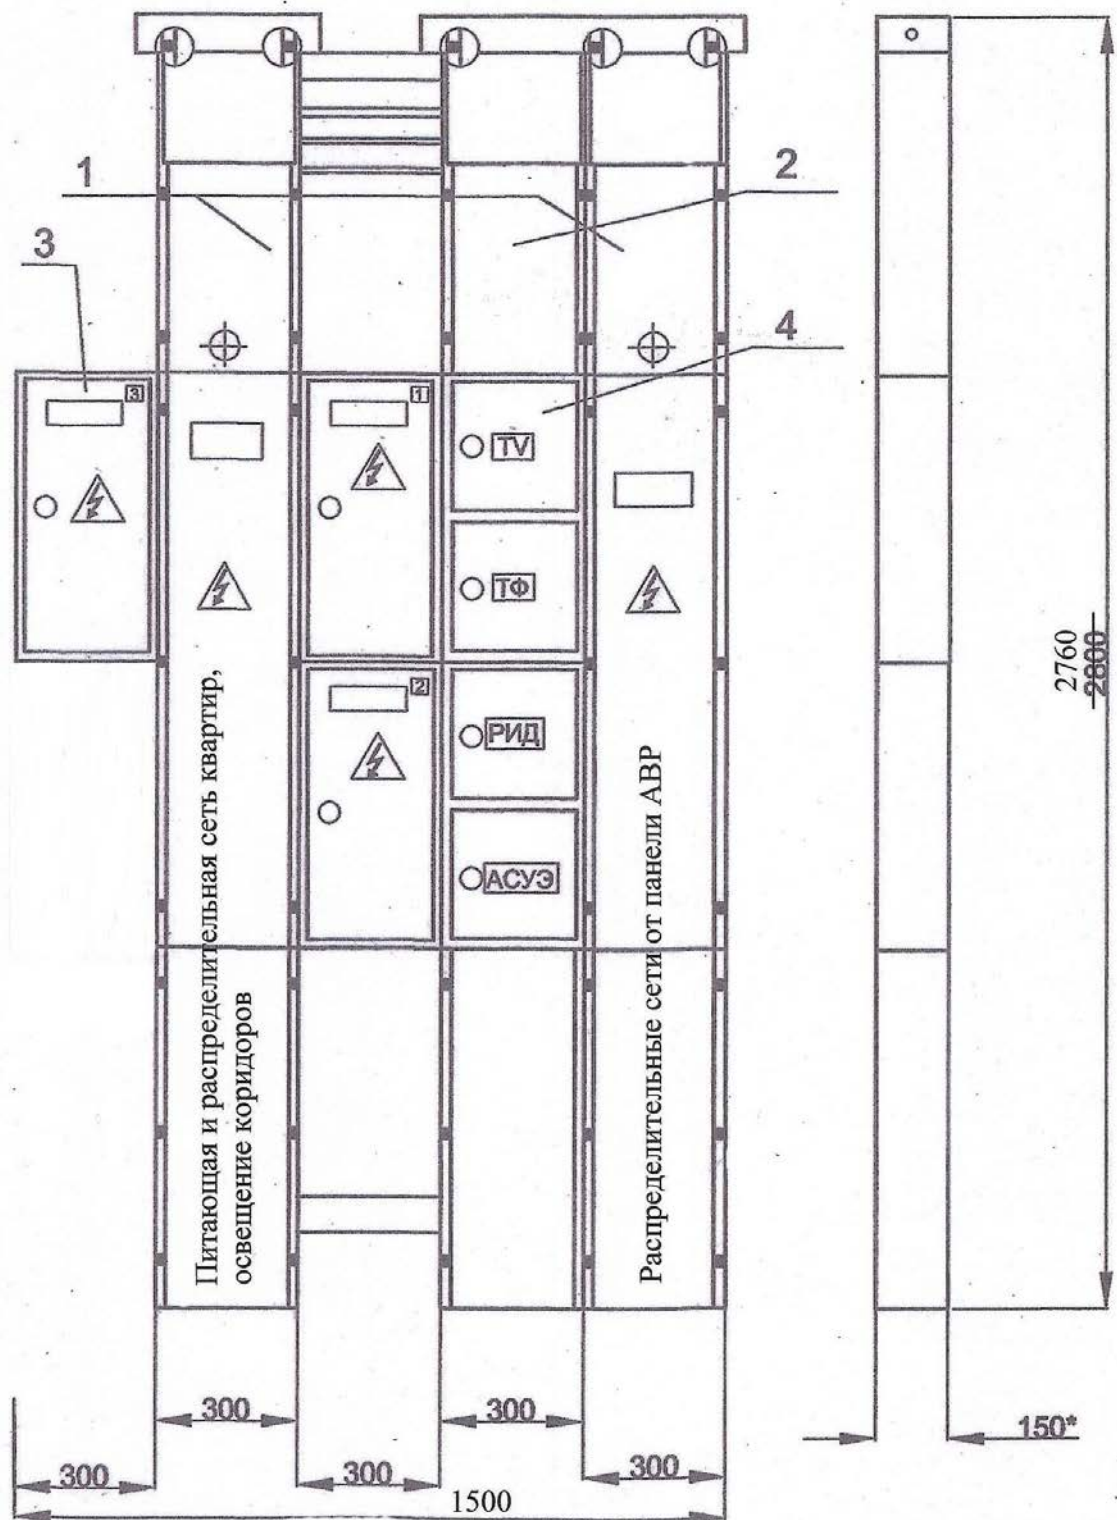 1
2
3
4
3
1
TV
ТФ
2
РИД
АСУЭ
Питающая и распределительная сеть квартир,
освещение коридоров
Распределительные сети от панели АВР
2760
2800
300
300
150*
300
300
300
1500